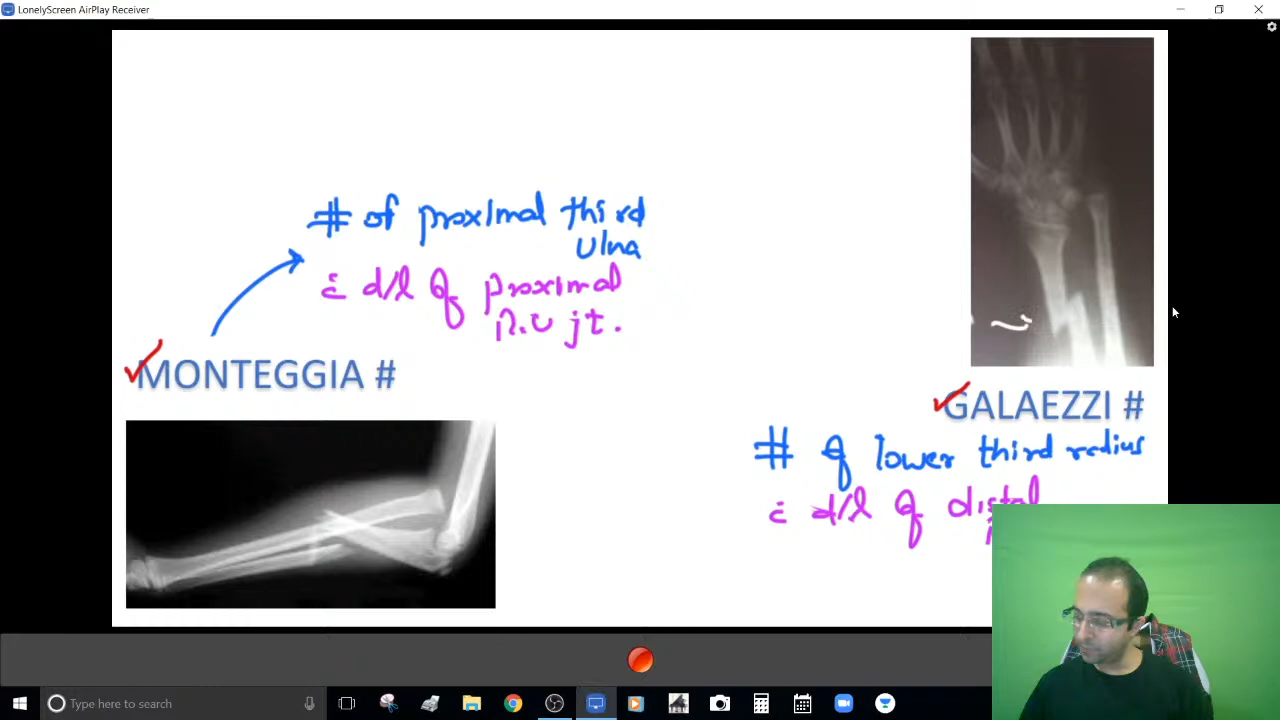 LonelyScreen AirPlay Receiver
# of proximal third
Ulna
c̄ d/l of proximal
R.U jt.
MONTEGGIA #
GALAEZZI #
# of lower third radius
c̄ d/l of distal
Type here to search